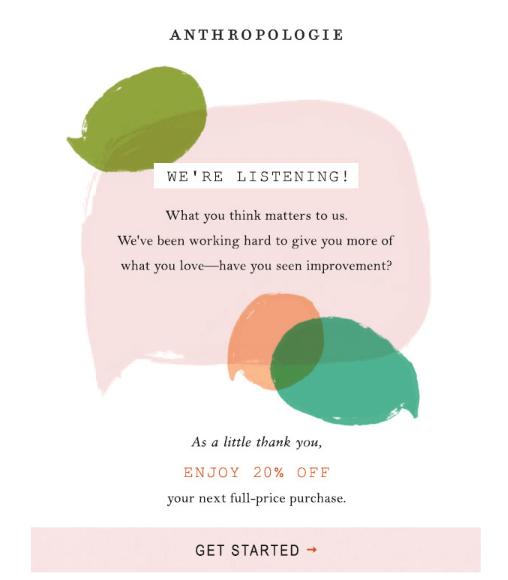 ANTHROPOLOGIE
WE'RE LISTENING!
What you think matters to us.
We've been working hard to give you more of
what you love—have you seen improvement?
As a little thank you,
ENJOY 20% OFF
your next full-price purchase.
GET STARTED →